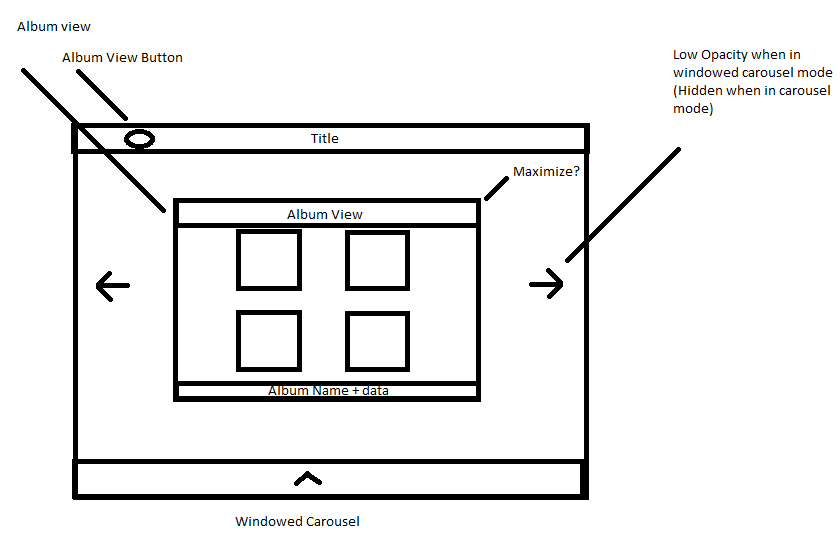 Album view
Album View Button
Low Opacity when in
windowed carousel mode
(Hidden when in carousel
mode)
Title
Maximize?
Album View
Album Name + data
Windowed Carousel